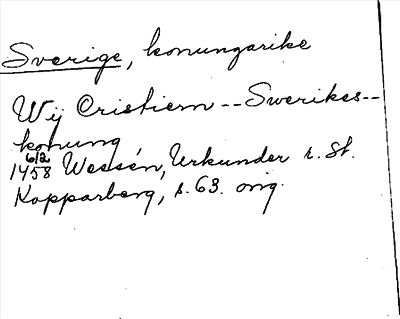 Sverige, konungarike
Wij Cristiern -- Swerikes --
konung
6/2
1458 Wessén, Urkunder r. St.
Kopparberg, s. 63. orig.